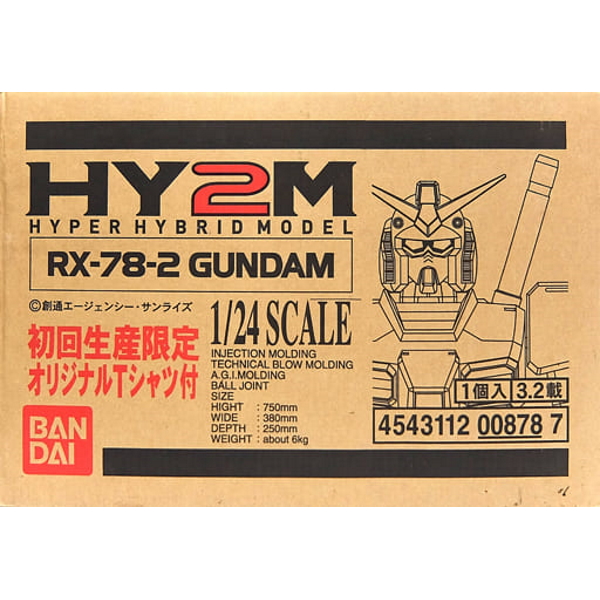 HY2M
HYPER HYBRID MODEL
RX-78-2 GUNDAM
©創通エージェンシー・サンライズ
初回生産限定
オリジナルTシャツ付
BAN
DAI
1/24 SCALE
INJECTION MOLDING
TECHNICAL BLOW MOLDING
A.G.I.MOLDING
BALL JOINT
SIZE
HIGHT : 750mm
WIDE : 380mm
DEPTH : 250mm
WEIGHT : about 6kg
1個入 3.2載
4543112 00878 7